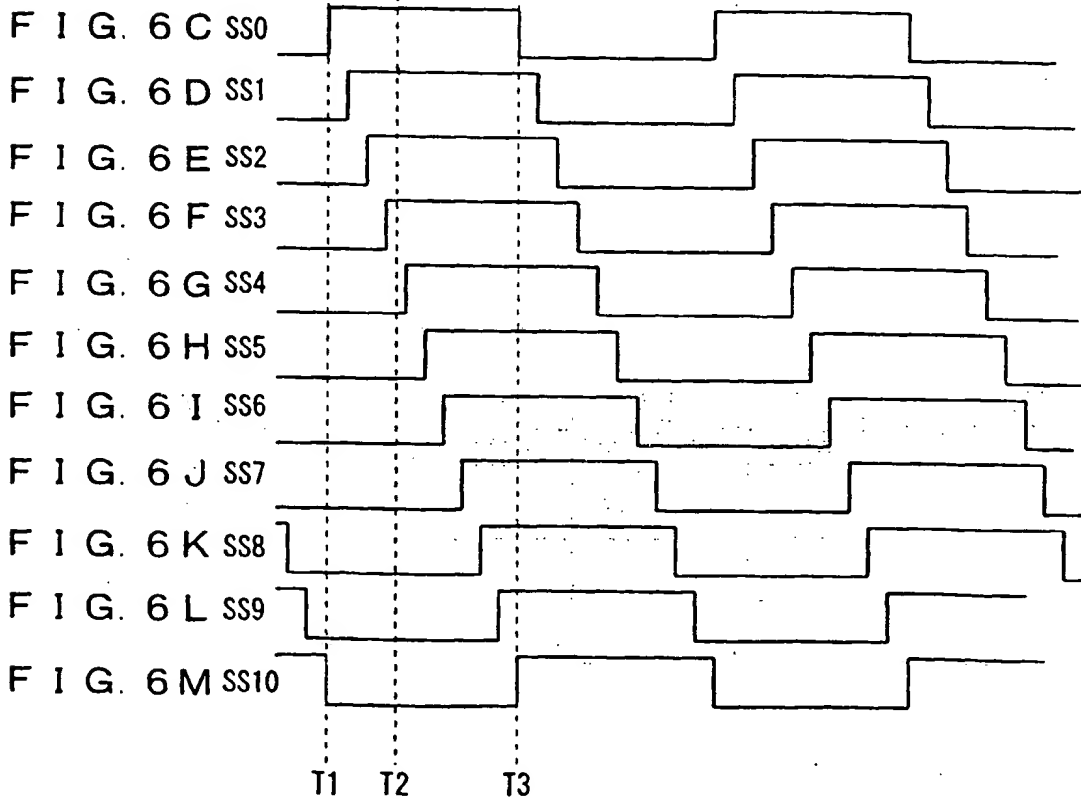 FIG. 6C SS0
FIG. 6D SS1
FIG. 6E SS2
FIG. 6F SS3
FIG. 6G SS4
FIG. 6H SS5
FIG. 6I SS6
FIG. 6J SS7
FIG. 6K SS8
FIG. 6L SS9
FIG. 6M SS10
T1 T2 T3